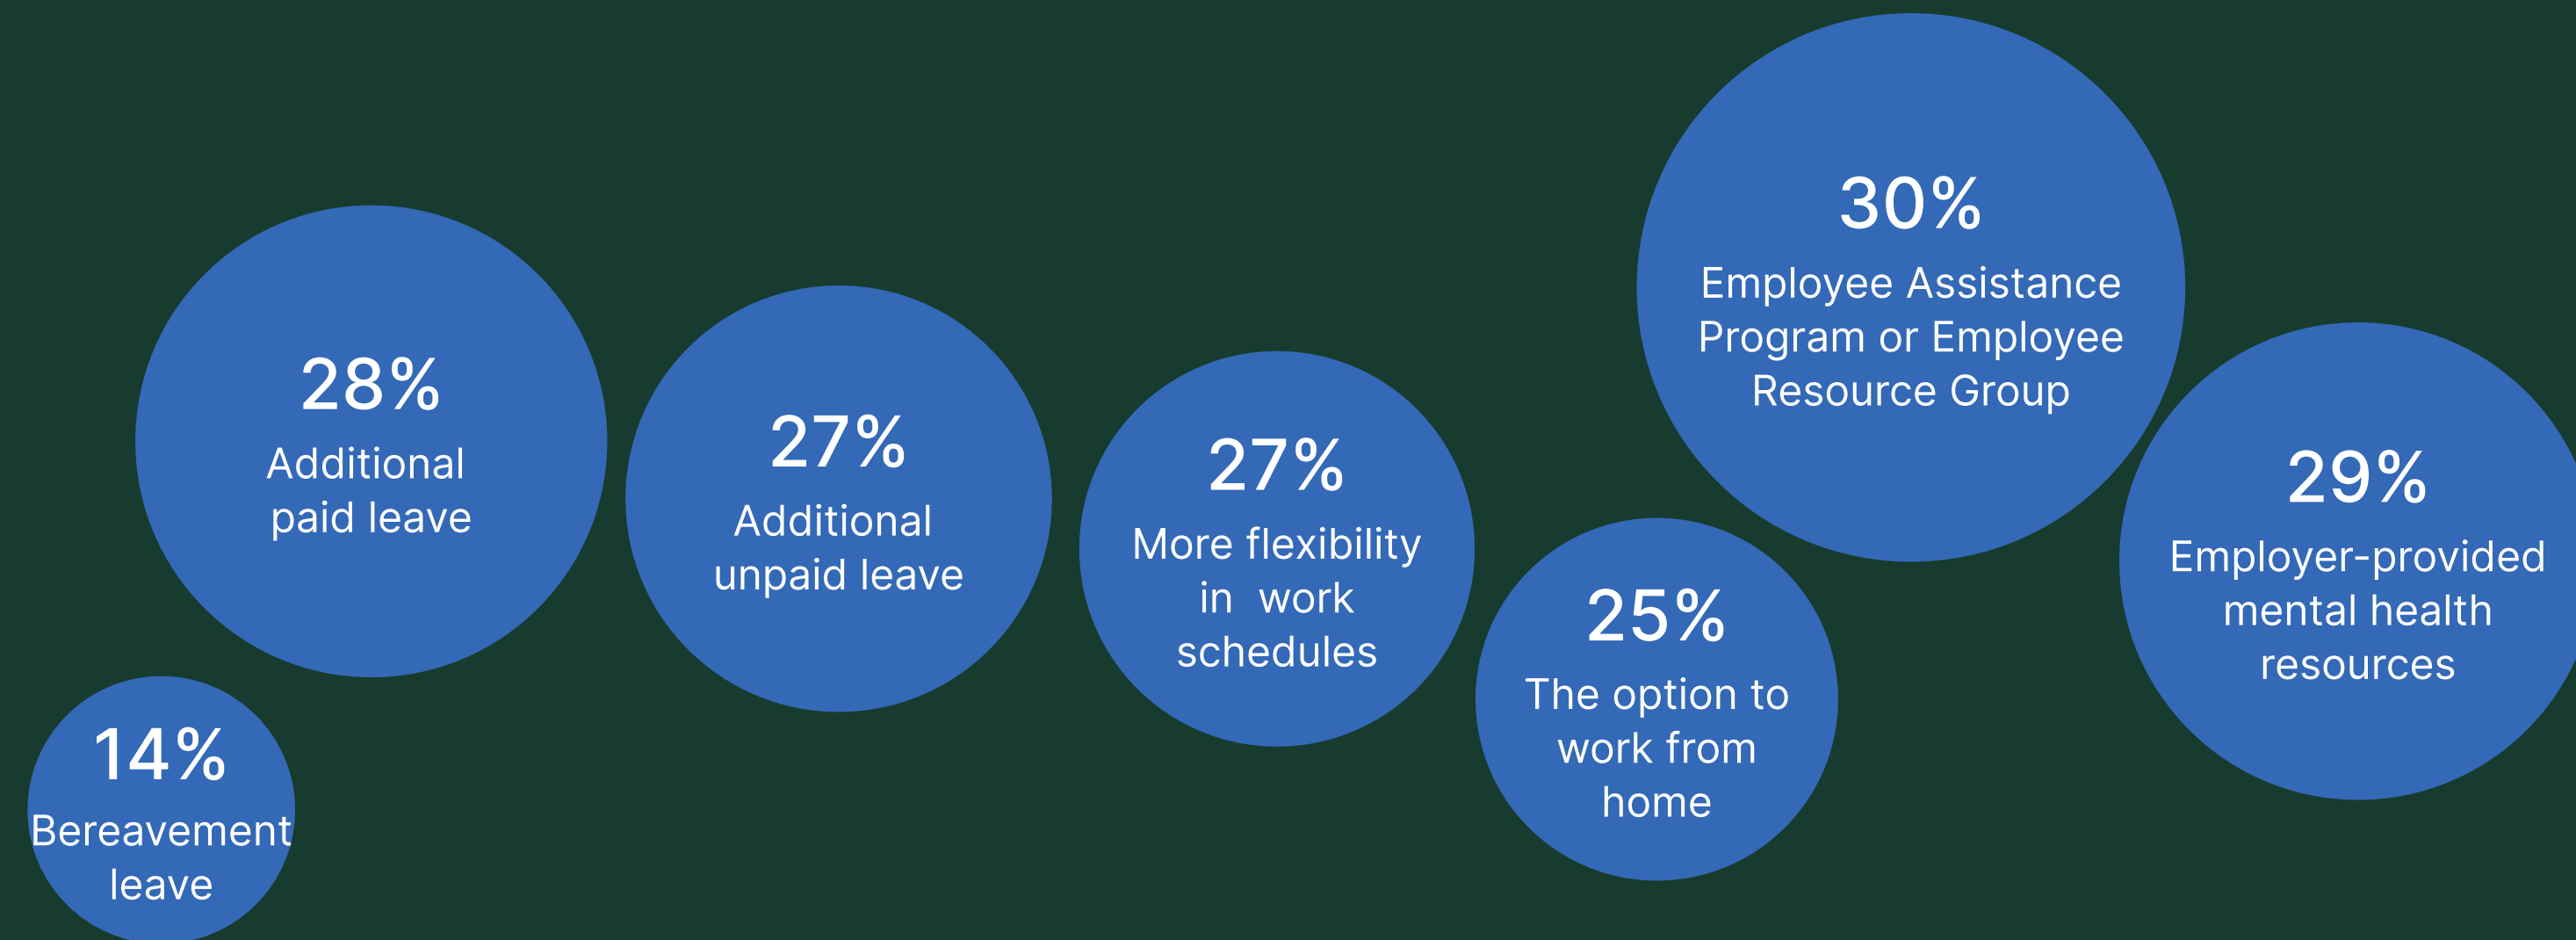 28%
Additional
paid leave
27%
Additional
unpaid leave
27%
More flexibility
in  work
schedules
30%
Employee Assistance
Program or Employee
Resource Group
29%
Employer-provided
mental health
resources
25%
The option to
work from
home
14%
Bereavement
leave